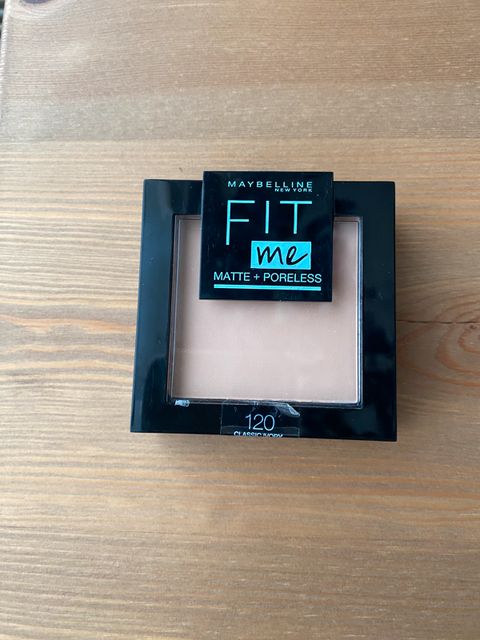 MAYBELLINE
NEW YORK
FIT
me
MATTE + PORELESS
120
CLASSIC IVORY